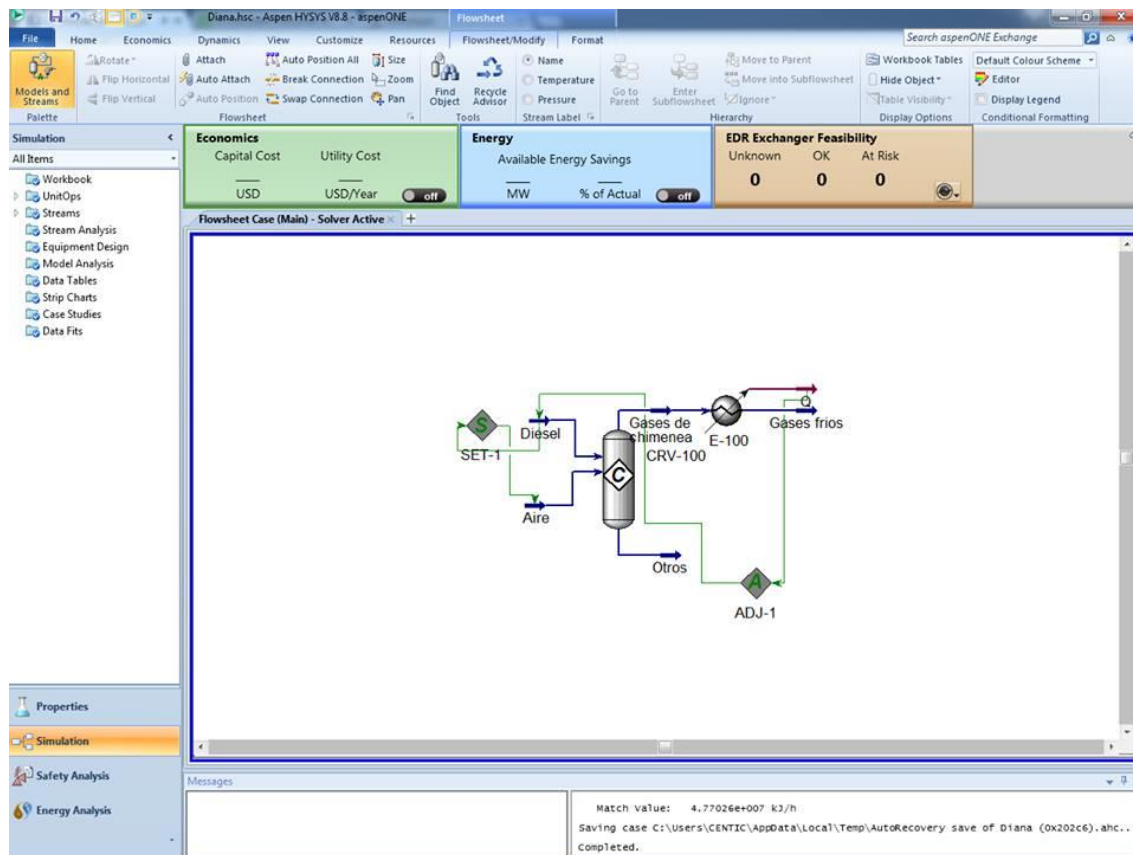 Diana.hsc - Aspen HYSYS V8.8 - aspenONE
Flowsheet
File Home Economics Dynamics View Customize Resources Flowsheet/Modify Format
Search aspenONE Exchange
Models and Streams
Palette
Rotate
Flip Horizontal
Flip Vertical
Attach
Auto Attach
Auto Position
Auto Position All
Break Connection
Swap Connection
Size
Zoom
Pan
Flowsheet
Find Object
Recycle Advisor
Tools
Name
Temperature
Pressure
Stream Label
Go to Parent
Enter Subflowsheet
Move to Parent
Move into Subflowsheet
Ignore
Hierarchy
Workbook Tables
Hide Object
Table Visibility
Display Options
Default Colour Scheme
Editor
Display Legend
Conditional Formatting
Simulation <
All Items
Workbook
UnitOps
Streams
Stream Analysis
Equipment Design
Model Analysis
Data Tables
Strip Charts
Case Studies
Data Fits
Properties
Simulation
Safety Analysis
Energy Analysis
Economics
Capital Cost Utility Cost
USD USD/Year off
Energy
Available Energy Savings
MW % of Actual off
EDR Exchanger Feasibility
Unknown OK At Risk
0 0 0
Flowsheet Case (Main) - Solver Active × +
S
SET-1
Diesel
Aire
C
Gases de
chimenea
CRV-100
E-100
Q
Gases frios
Otros
A
ADJ-1
Messages
Match Value: 4.77026e+007 kJ/h
Saving case C:\Users\CENTIC\AppData\Local\Temp\AutoRecovery save of Diana (0x202c6).ahc..
Completed.